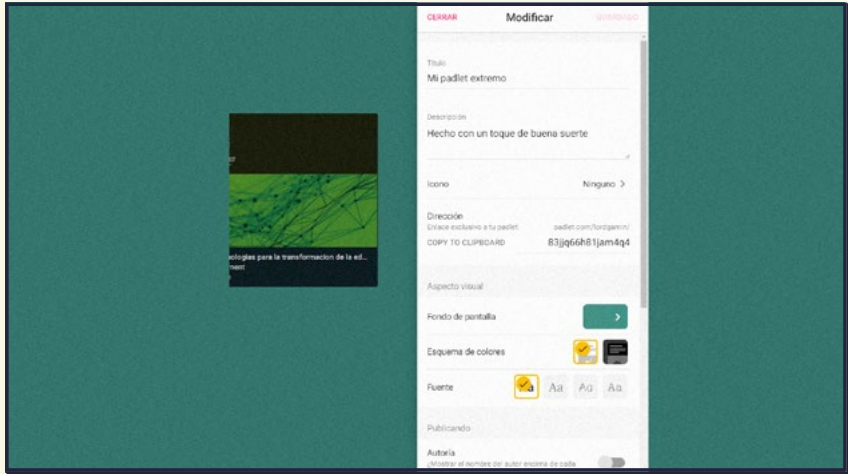 CERRAR Modificar GUARDADO
Título
Mi padlet extremo
Descripción
Hecho con un toque de buena suerte
Icono Ninguno
Dirección
Enlace exclusivo a tu padlet padlet.com/lordgamin/
COPY TO CLIPBOARD 83jjq66h81jam4q4
ologias para la transformacion de la ed...
ment
Aspecto visual
Fondo de pantalla
Esquema de colores
Fuente Aa Aa Aa
Publicando
Autoría
¿Mostrar el nombre del autor encima de cada